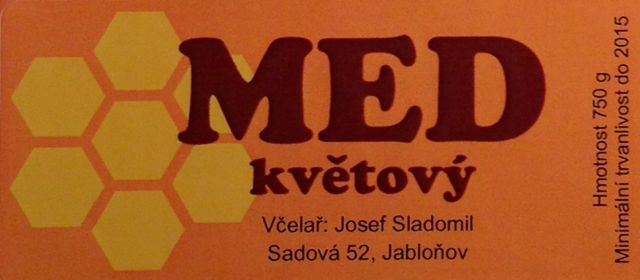 MED
květový
Včelař: Josef Sladomil
Sadová 52, Jabloňov
Hmotnost 750 g
Minimální trvanlivost do 2015